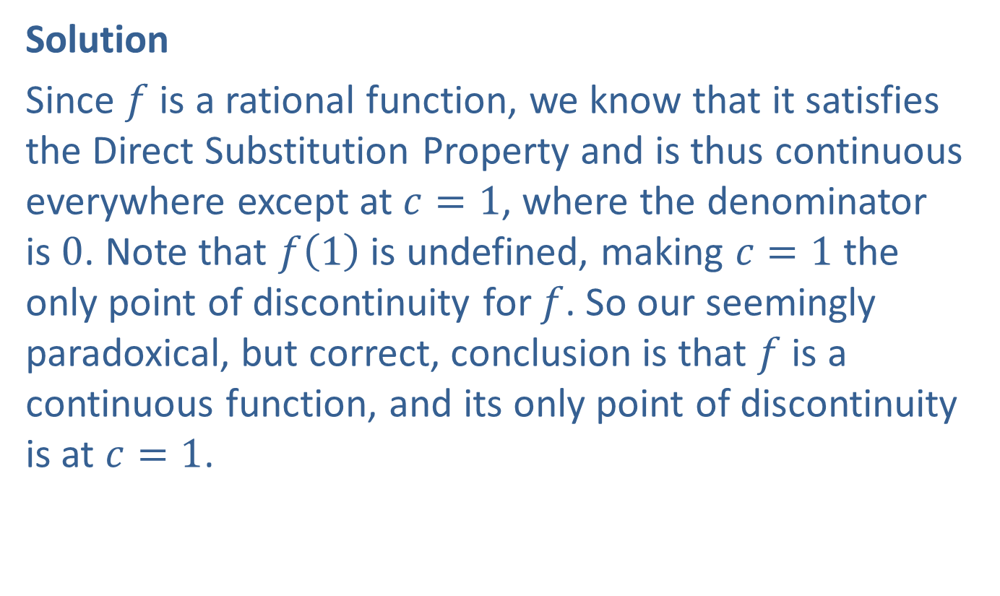 Solution
Since f is a rational function, we know that it satisfies
the Direct Substitution Property and is thus continuous
everywhere except at c = 1, where the denominator
is 0. Note that f(1) is undefined, making c = 1 the
only point of discontinuity for f. So our seemingly
paradoxical, but correct, conclusion is that f is a
continuous function, and its only point of discontinuity
is at c = 1.